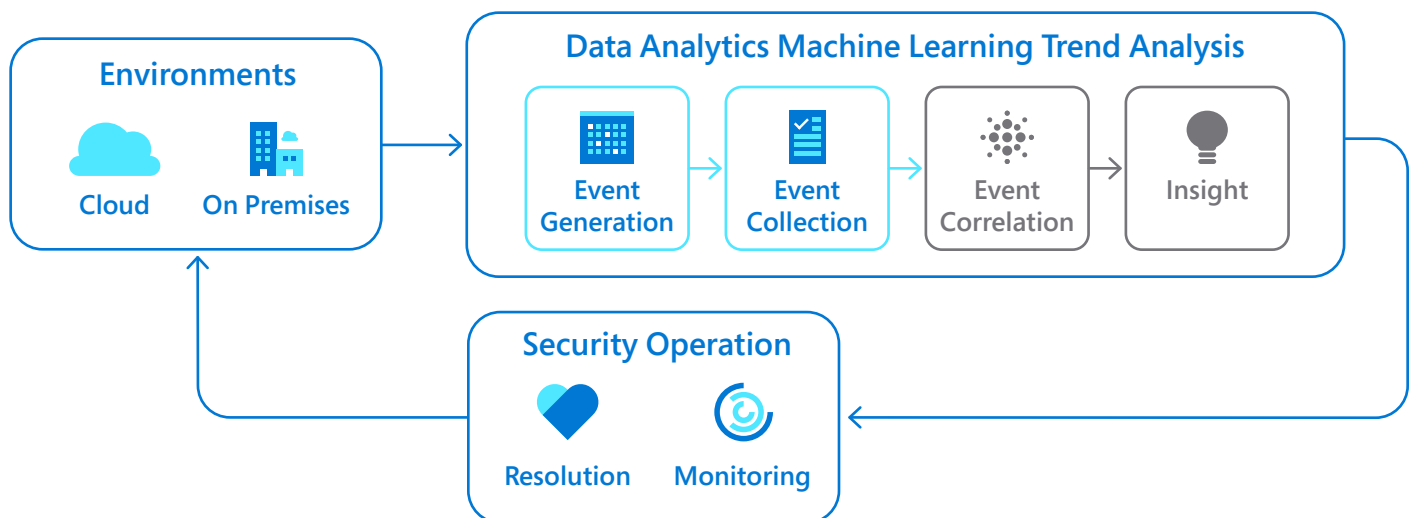 Environments
Cloud
On Premises
Data Analytics Machine Learning Trend Analysis
Event
Generation
Event
Collection
Event
Correlation
Insight
Security Operation
Resolution
Monitoring